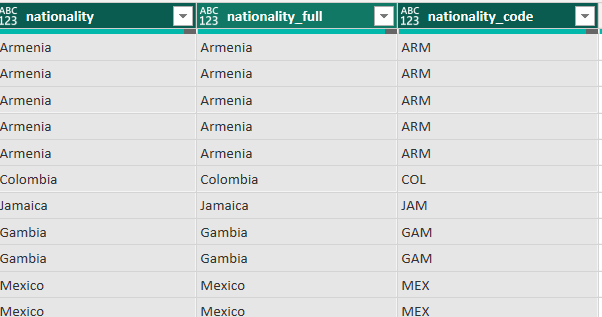 ABC 123 nationality ABC 123 nationality_full ABC 123 nationality_code
Armenia Armenia ARM
Armenia Armenia ARM
Armenia Armenia ARM
Armenia Armenia ARM
Armenia Armenia ARM
Colombia Colombia COL
Jamaica Jamaica JAM
Gambia Gambia GAM
Gambia Gambia GAM
Mexico Mexico MEX
Mexico Mexico MEX